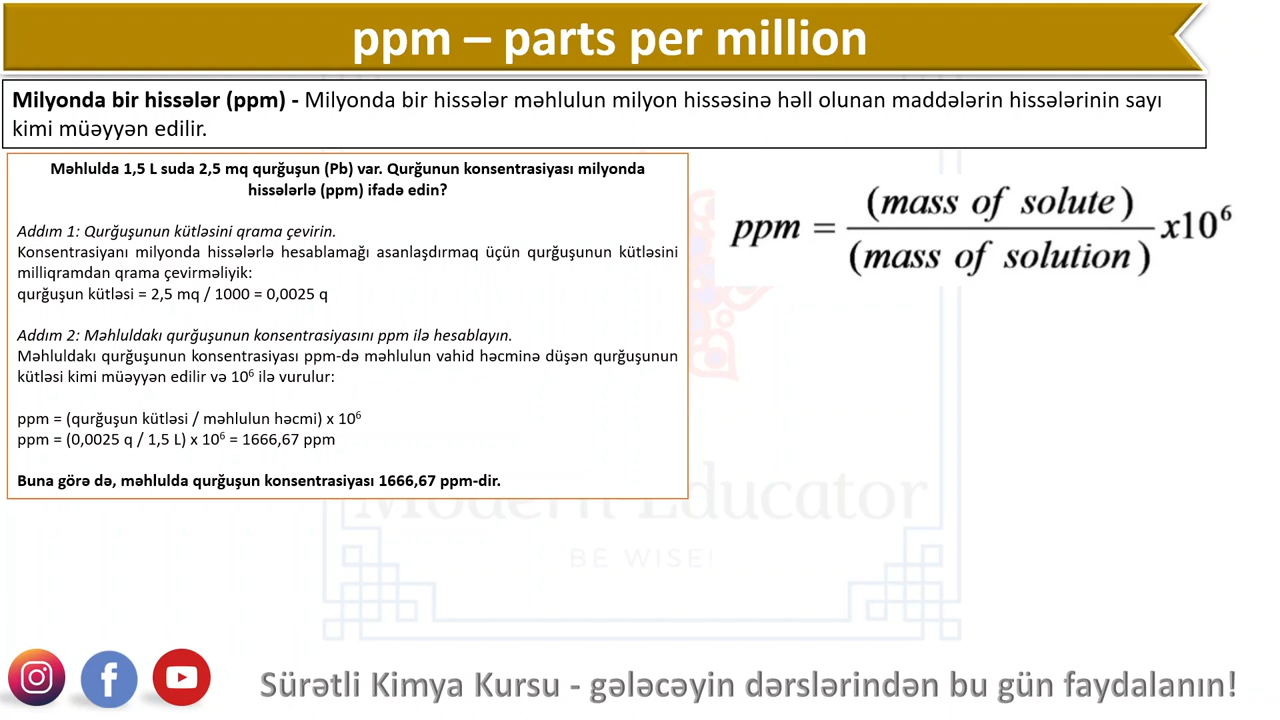 ppm – parts per million
Milyonda bir hissələr (ppm) - Milyonda bir hissələr məhlulun milyon hissəsinə həll olunan maddələrin hissələrinin sayı
kimi müəyyən edilir.
Məhlulda 1,5 L suda 2,5 mq qurğuşun (Pb) var. Qurğunun konsentrasiyası milyonda
hissələrlə (ppm) ifadə edin?
Addım 1: Qurğuşunun kütləsini qrama çevirin.
Konsentrasiyanı milyonda hissələrlə hesablamağı asanlaşdırmaq üçün qurğuşunun kütləsini
milliqramdan qrama çevirməliyik:
qurğuşun kütləsi = 2,5 mq / 1000 = 0,0025 q
Addım 2: Məhluldakı qurğuşunun konsentrasiyasını ppm ilə hesablayın.
Məhluldakı qurğuşunun konsentrasiyası ppm-də məhlulun vahid həcminə düşən qurğuşunun
kütləsi kimi müəyyən edilir və 10⁶ ilə vurulur:
ppm = (qurğuşun kütləsi / məhlulun həcmi) x 10⁶
ppm = (0,0025 q / 1,5 L) x 10⁶ = 1666,67 ppm
Buna görə də, məhlulda qurğuşun konsentrasiyası 1666,67 ppm-dir.
ppm = (mass of solute) / (mass of solution) x10⁶
Modern Educator
BE WISE!
Sürətli Kimya Kursu - gələcəyin dərslərindən bu gün faydalanın!